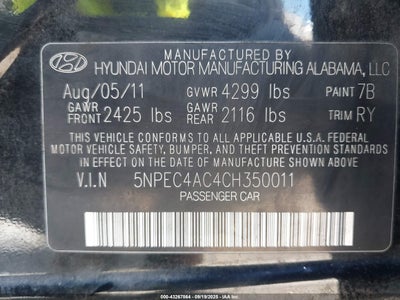 MANUFACTURED BY
HYUNDAI MOTOR MANUFACTURING ALABAMA, LLC
Aug/05/11 GVWR 4299 lbs PAINT 7B
GAWR FRONT 2425 lbs GAWR REAR 2116 lbs TRIM RY
THIS VEHICLE CONFORMS TO ALL APPLICABLE U.S. FEDERAL
MOTOR VEHICLE SAFETY, BUMPER, AND THEFT PREVENTION
STANDARDS IN EFFECT ON THE DATE OF MANUFACTURE SHOWN ABOVE
V.I.N 5NPEC4AC4CH350011
PASSENGER CAR
000-43267864 - 09/19/2025 - IAA Inc.